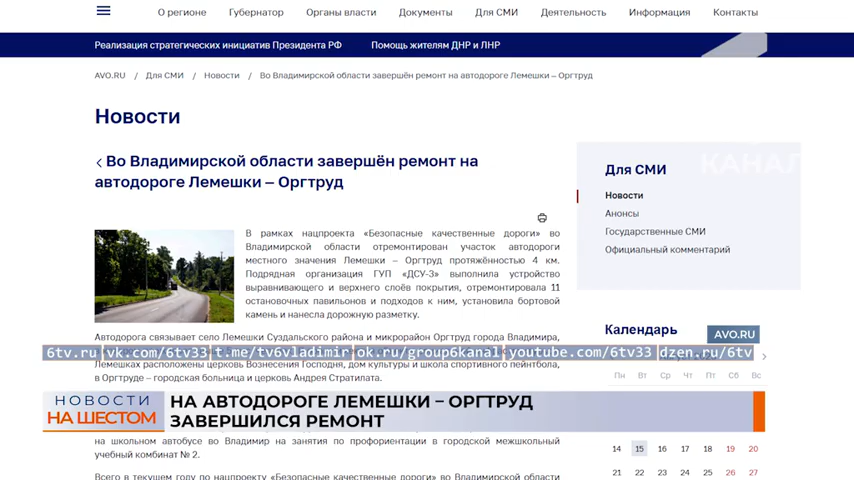 О регионе Губернатор Органы власти Документы Для СМИ Деятельность Информация Контакты
Реализация стратегических инициатив Президента РФ Помощь жителям ДНР и ЛНР
AVO.RU / Для СМИ / Новости / Во Владимирской области завершён ремонт на автодороге Лемешки – Оргтруд
Новости
Во Владимирской области завершён ремонт на
автодороге Лемешки – Оргтруд
В рамках нацпроекта «Безопасные качественные дороги» во
Владимирской области отремонтирован участок автодороги
местного значения Лемешки – Оргтруд протяжённостью 4 км.
Подрядная организация ГУП «ДСУ-3» выполнила устройство
выравнивающего и верхнего слоёв покрытия, отремонтировала 11
остановочных павильонов и подходов к ним, установила бортовой
камень и нанесла дорожную разметку.
Автодорога связывает село Лемешки Суздальского района и микрорайон Оргтруд города Владимира,
Лемешках расположены церковь Вознесения Господня, дом культуры и школа спортивного пейнтбола,
в Оргтруде – городская больница и церковь Андрея Стратилата.
на школьном автобусе во Владимир на занятия по профориентации в городской межшкольный
учебный комбинат № 2.
Всего в текущем году по нацпроекту «Безопасные качественные дороги» во Владимирской области
КАНАЛ
Для СМИ
Новости
Анонсы
Государственные СМИ
Официальный комментарий
Календарь
AVO.RU
Пн Вт Ср Чт Пт Сб Вс
14 15 16 17 18 19 20
21 22 23 24 25 26 27
6tv.ru vk.com/6tv33 t.me/tv6vladimir ok.ru/group6kanal youtube.com/6tv33 dzen.ru/6tv
НОВОСТИ
НА ШЕСТОМ
НА АВТОДОРОГЕ ЛЕМЕШКИ – ОРГТРУД
ЗАВЕРШИЛСЯ РЕМОНТ